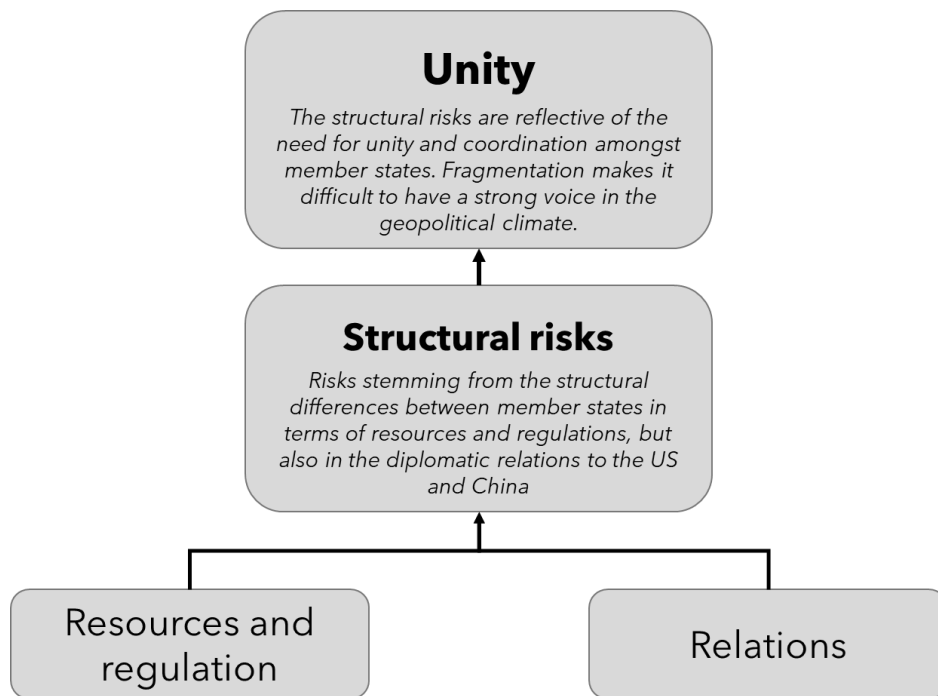 Unity
The structural risks are reflective of the
need for unity and coordination amongst
member states. Fragmentation makes it
difficult to have a strong voice in the
geopolitical climate.
Structural risks
Risks stemming from the structural
differences between member states in
terms of resources and regulations, but
also in the diplomatic relations to the US
and China
Resources and
regulation
Relations